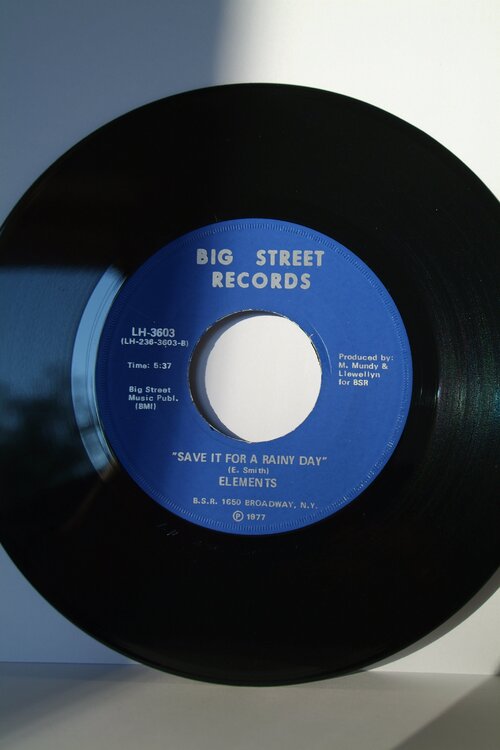 BIG STREET
RECORDS
LH-3603
(LH-236-3603-B)
Time: 5:37
Big Street
Music Publ.
(BMI)
Produced by:
M. Mundy &
Llewellyn
for BSR
"SAVE IT FOR A RAINY DAY"
(E. Smith)
ELEMENTS
B.S.R. 1650 BROADWAY, N.Y.
Ⓟ 1977